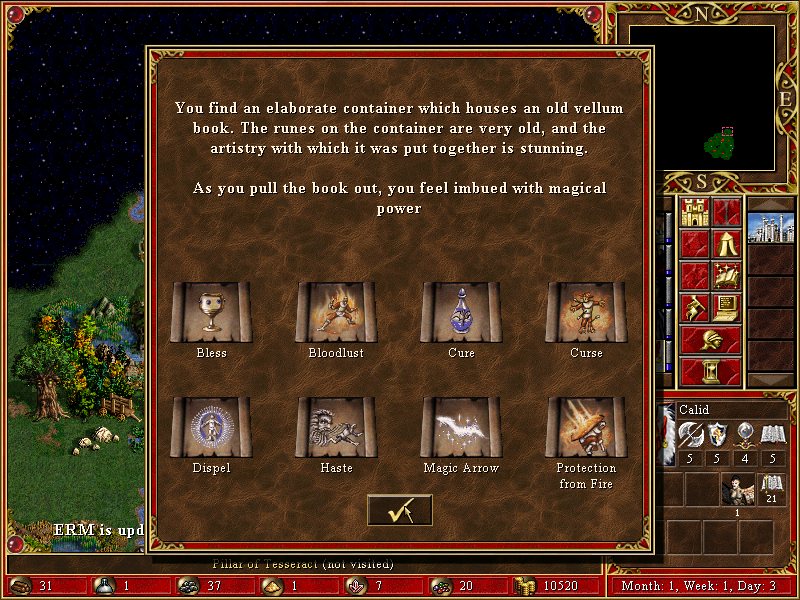 N
You find an elaborate container which houses an old vellum
book. The runes on the container are very old, and the
artistry with which it was put together is stunning.
As you pull the book out, you feel imbued with magical
power
E
S
Bless
Bloodlust
Cure
Curse
Dispel
Haste
Magic Arrow
Protection
from Fire
Calid
5
5
4
5
21
1
ERM is upd
Pillar of Tesseract (not visited)
31
1
37
1
7
20
10520
Month: 1, Week: 1, Day: 3